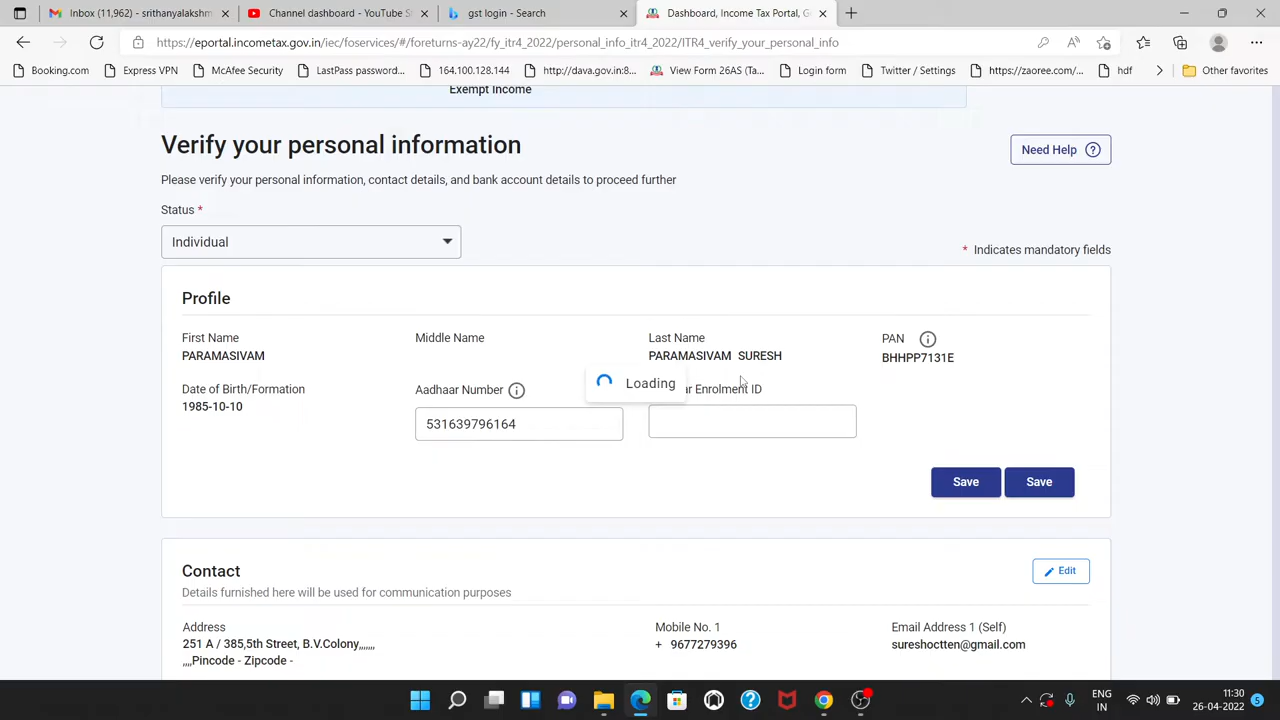 Inbox (11,962) - srithanyalakshm
Channel dashboard - YouTube S
gst login - Search
Dashboard, Income Tax Portal, G
https://eportal.incometax.gov.in/iec/foservices/#/foreturns-ay22/fy_itr4_2022/personal_info_itr4_2022/ITR4_verify_your_personal_info
Booking.com
Express VPN
McAfee Security
LastPass password...
164.100.128.144
http://dava.gov.in:8...
View Form 26AS (Ta...
Login form
Twitter / Settings
https://zaoree.com/...
hdf
Other favorites
Exempt Income
Verify your personal information
Need Help ?
Please verify your personal information, contact details, and bank account details to proceed further
Status *
Individual
* Indicates mandatory fields
Profile
First Name
PARAMASIVAM
Middle Name
Last Name
PARAMASIVAM SURESH
PAN
BHHPP7131E
Date of Birth/Formation
1985-10-10
Aadhaar Number
531639796164
Loading
Enrolment ID
Save
Save
Contact
Edit
Details furnished here will be used for communication purposes
Address
251 A / 385,5th Street, B.V.Colony,,,,,,,
,,,,Pincode - Zipcode -
Mobile No. 1
+ 9677279396
Email Address 1 (Self)
sureshoctten@gmail.com
ENG
IN
11:30
26-04-2022
5